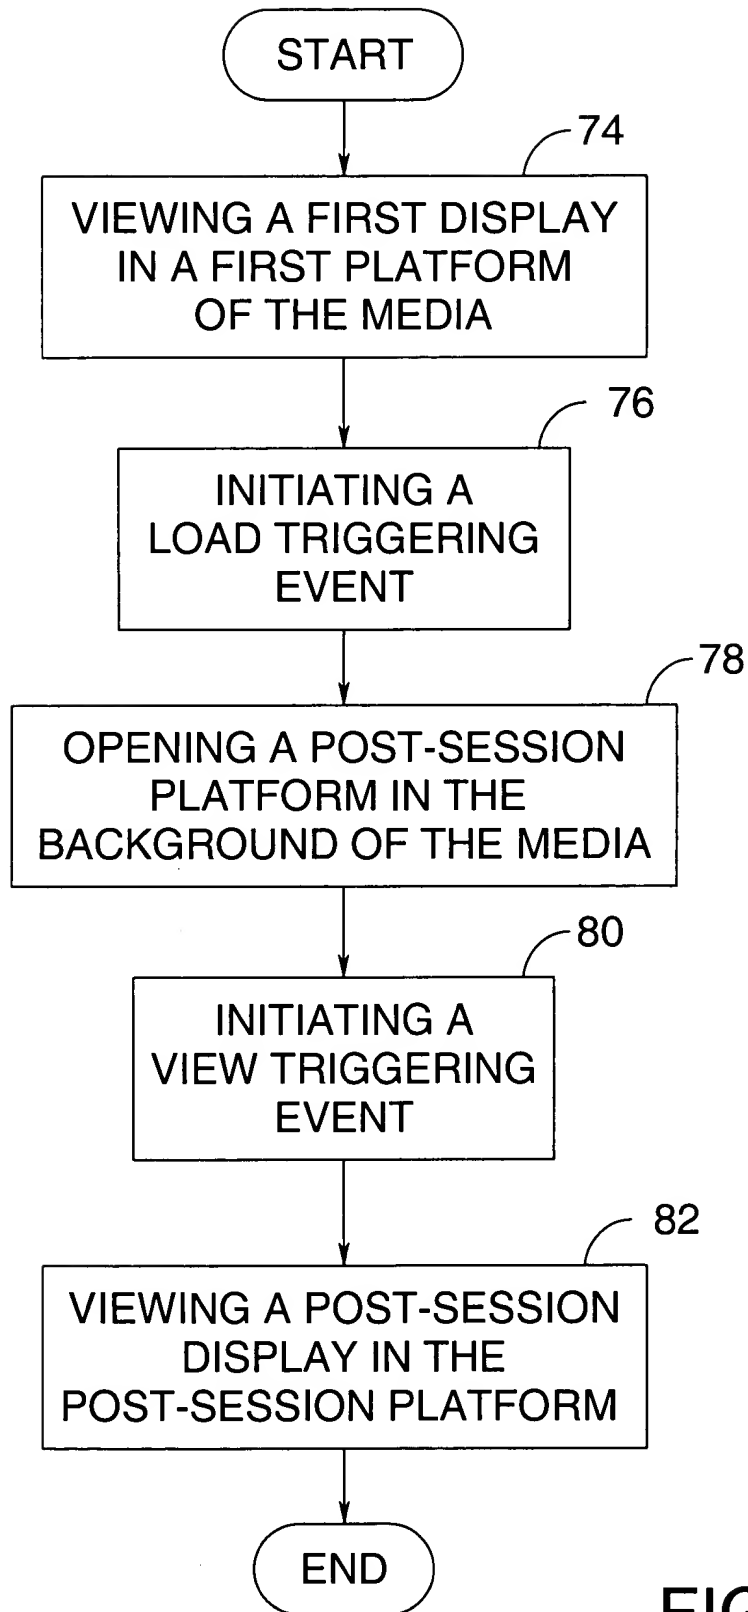 START
74
VIEWING A FIRST DISPLAY
IN A FIRST PLATFORM
OF THE MEDIA
76
INITIATING A
LOAD TRIGGERING
EVENT
78
OPENING A POST-SESSION
PLATFORM IN THE
BACKGROUND OF THE MEDIA
80
INITIATING A
VIEW TRIGGERING
EVENT
82
VIEWING A POST-SESSION
DISPLAY IN THE
POST-SESSION PLATFORM
END